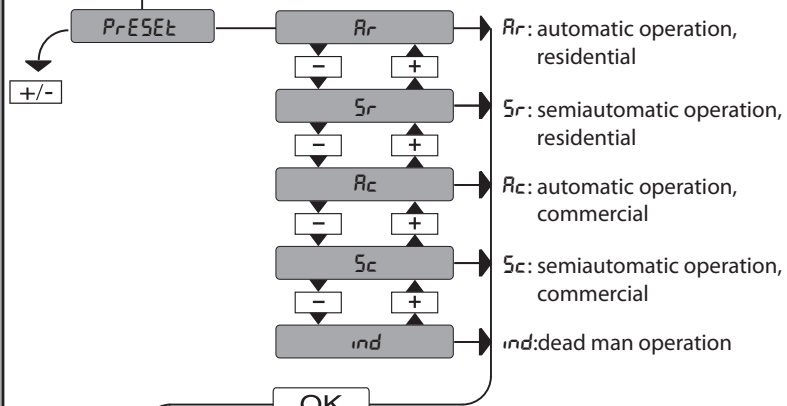 PrESEt
Ar
Ar: automatic operation,
residential
- +
+/-
Sr
Sr: semiautomatic operation,
residential
- +
Ac
Ac: automatic operation,
commercial
- +
Sc
Sc: semiautomatic operation,
commercial
- +
ind
ind:dead man operation
OK